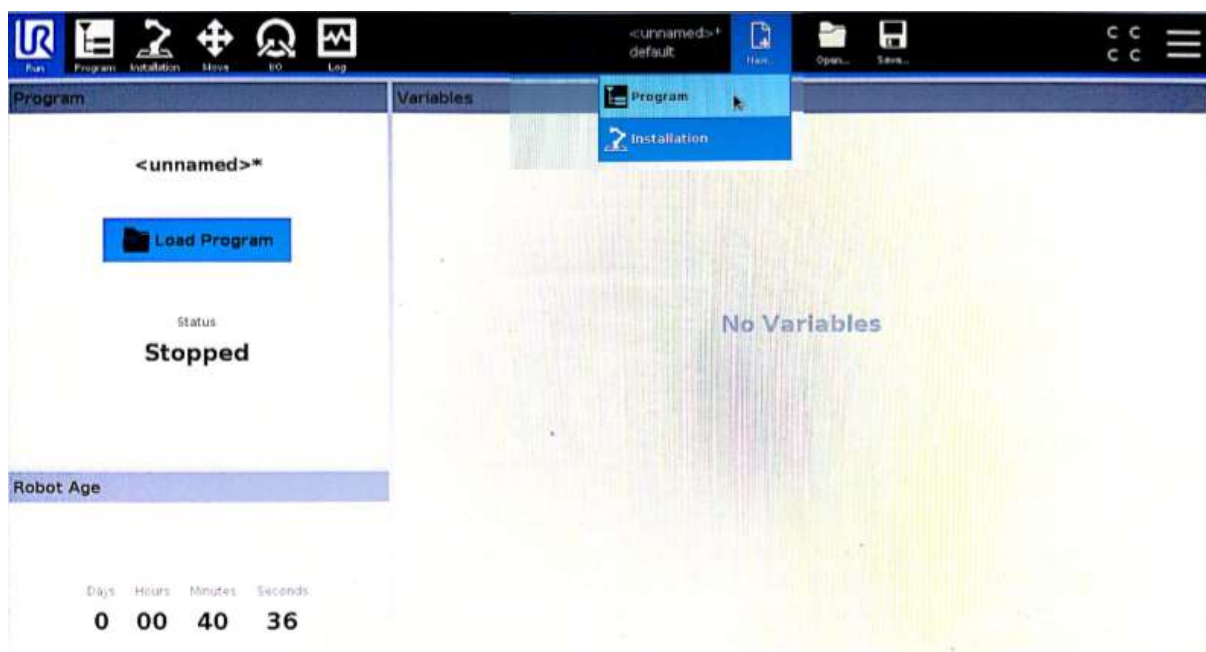 UR
Run
Program
Installation
Move
I/O
Log
<unnamed>*
default
New...
Open...
Save...
C C
C C
Program
Variables
Program
Installation
<unnamed>*
Load Program
Status
Stopped
No Variables
Robot Age
Days Hours Minutes Seconds
0 00 40 36